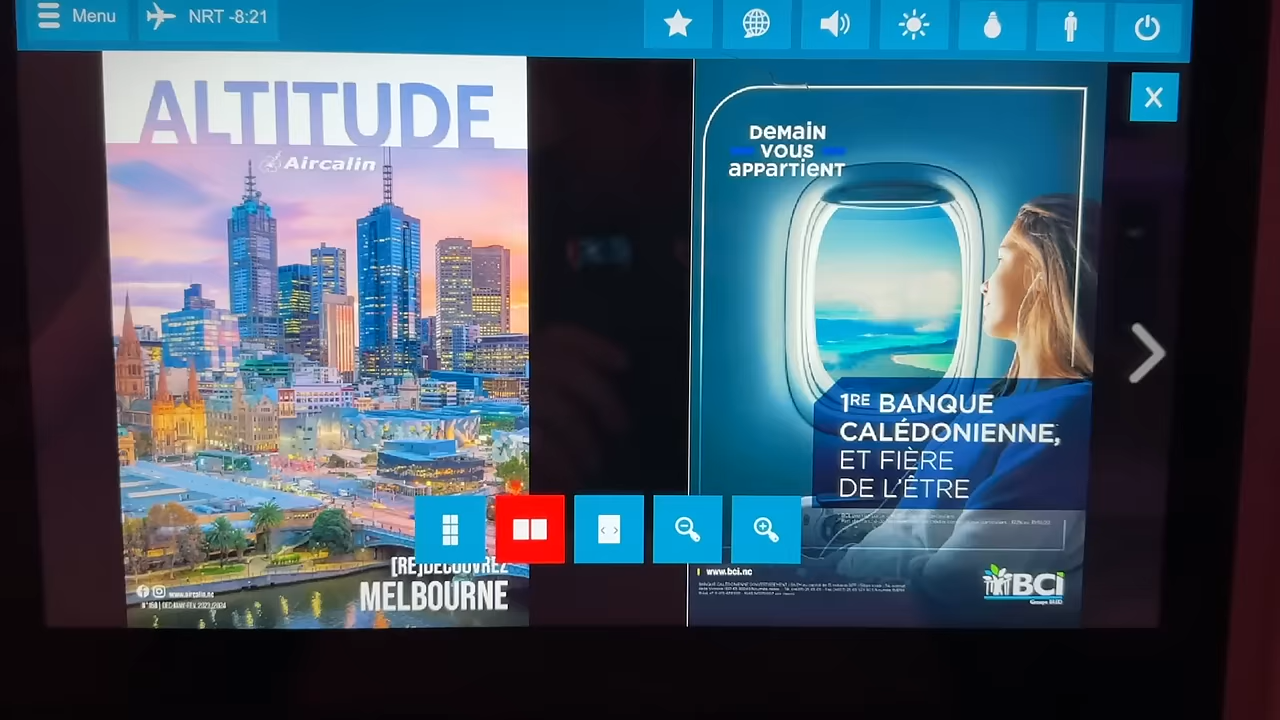 Menu
NRT -8:21
X
ALTITUDE
Aircalin
[RE]DÉCOUVREZ
MELBOURNE
www.aircalin.nc
DEMAIN
VOUS
APPARTIENT
1RE BANQUE
CALÉDONIENNE,
ET FIÈRE
DE L'ÊTRE
www.bci.nc
BCI